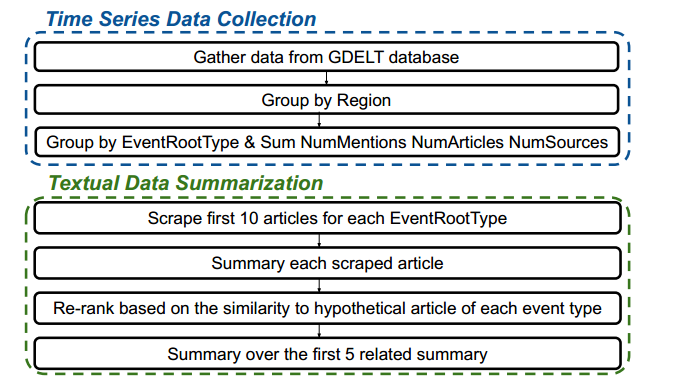 Time Series Data Collection
Gather data from GDELT database
Group by Region
Group by EventRootType & Sum NumMentions NumArticles NumSources
Textual Data Summarization
Scrape first 10 articles for each EventRootType
Summary each scraped article
Re-rank based on the similarity to hypothetical article of each event type
Summary over the first 5 related summary